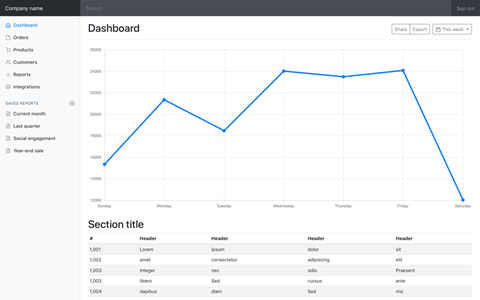 Company name
Search
Sign out
Dashboard
Orders
Products
Customers
Reports
Integrations
SAVED REPORTS
Current month
Last quarter
Social engagement
Year-end sale
Dashboard
Share Export This week
26000
24000
22000
20000
18000
16000
14000
12000
Sunday Monday Tuesday Wednesday Thursday Friday Saturday
Section title
# Header Header Header Header
1,001 Lorem ipsum dolor sit
1,002 amet consectetur adipiscing elit
1,003 Integer nec odio Praesent
1,003 libero Sed cursus ante
1,004 dapibus diam Sed nisi